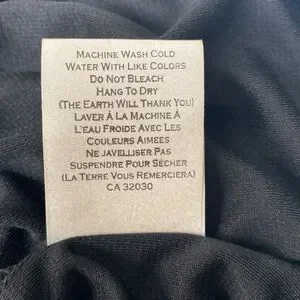 Machine Wash Cold
Water With Like Colors
Do Not Bleach
Hang To Dry
(The Earth Will Thank You)
Laver À La Machine À
L'eau Froide Avec Les
Couleurs Aimees
Ne Javelliser Pas
Suspendre Pour Sécher
(La Terre Vous Remerciera)
CA 32030